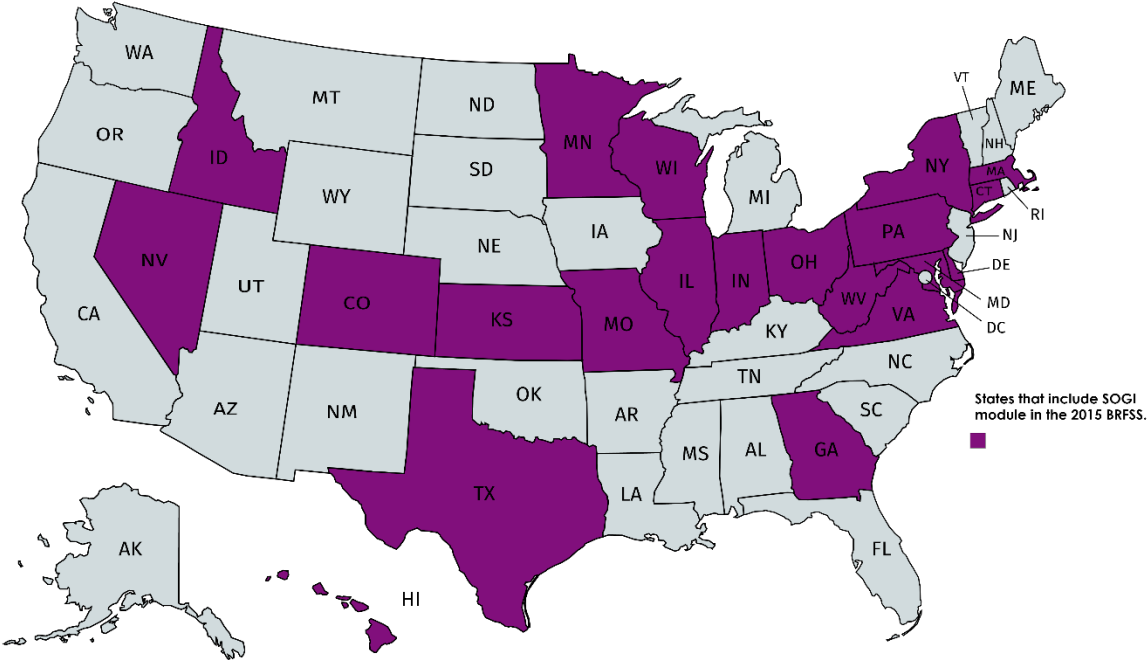 WA
MT
ND
MN
VT
ME
OR
ID
SD
WI
NH
NY
MA
WY
MI
CT
RI
IA
PA
NJ
NE
NV
OH
DE
UT
IL
IN
CO
WV
MD
CA
KS
MO
VA
DC
KY
NC
TN
OK
AZ
NM
AR
SC
States that include SOGI
module in the 2015 BRFSS.
MS
AL
GA
TX
LA
AK
FL
HI